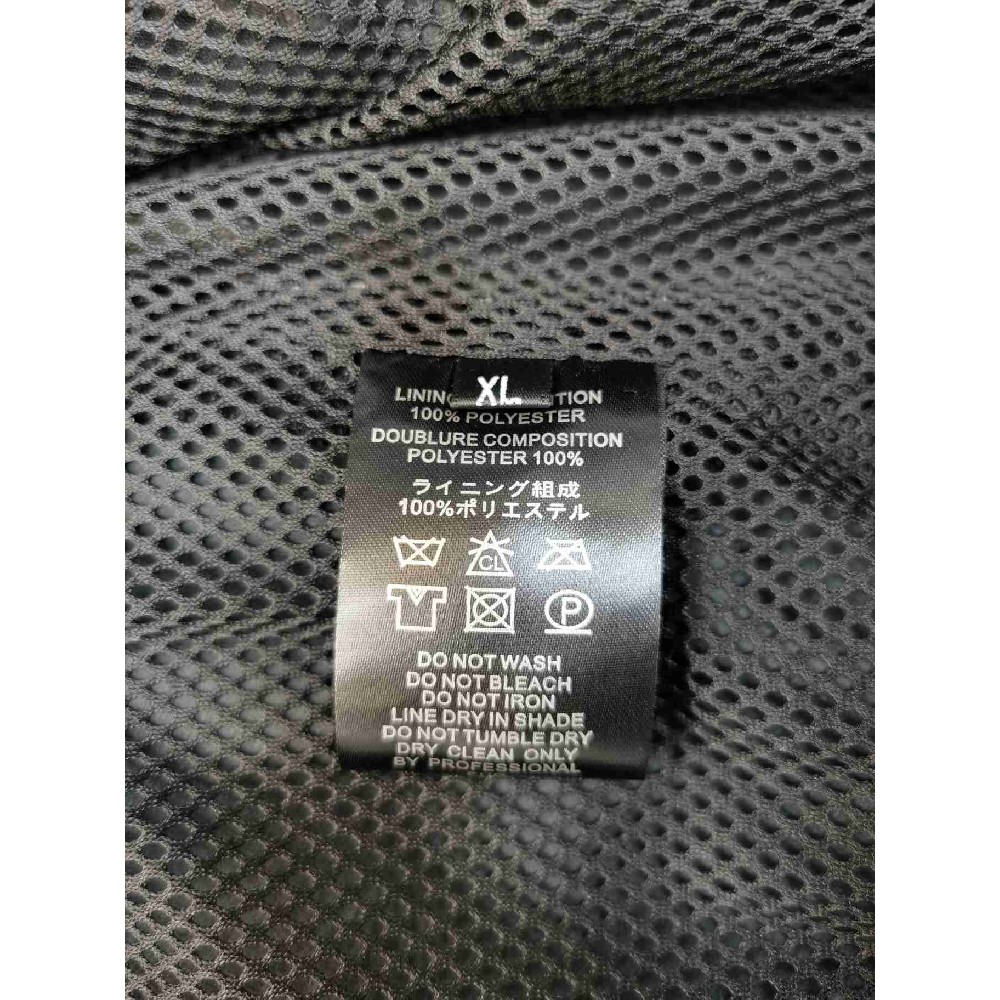 XL
LINING
100% POLYESTER
DOUBLURE COMPOSITION
POLYESTER 100%
ライニング組成
100%ポリエステル
CL
P
DO NOT WASH
DO NOT BLEACH
DO NOT IRON
LINE DRY IN SHADE
DO NOT TUMBLE DRY
DRY CLEAN ONLY
BY PROFESSIONAL